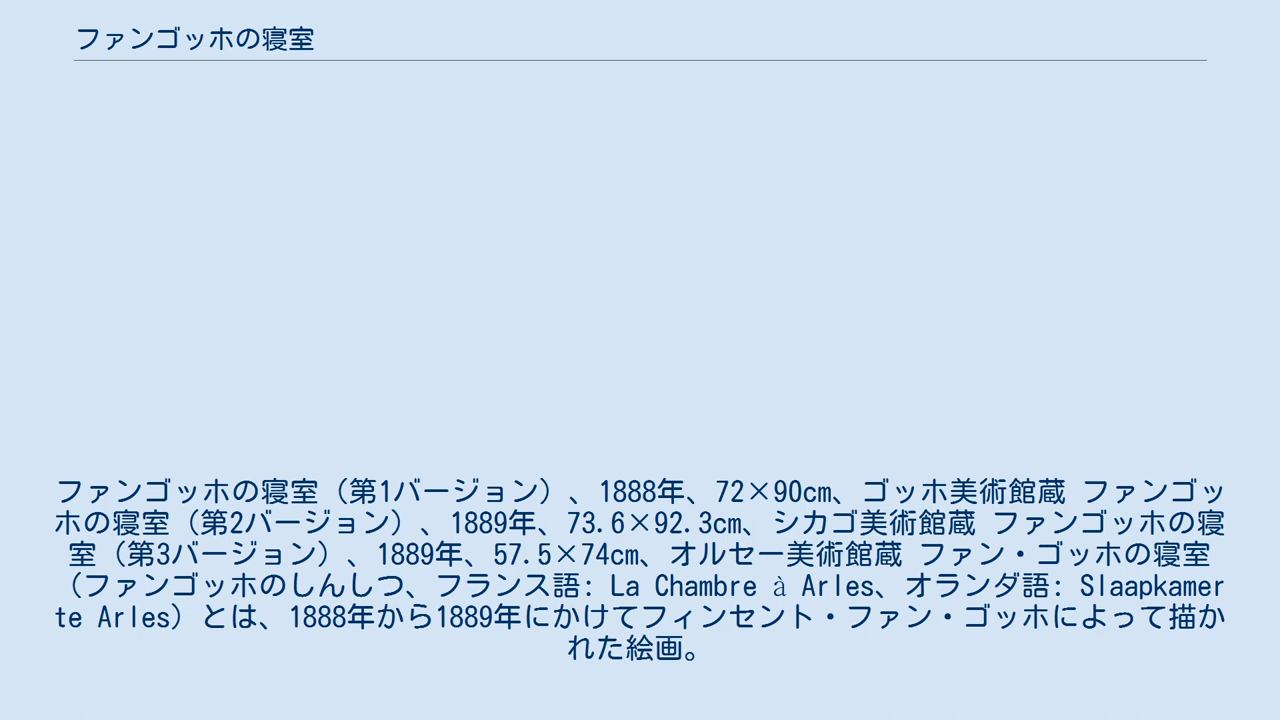 ファンゴッホの寝室
ファンゴッホの寝室（第1バージョン）、1888年、72×90cm、ゴッホ美術館蔵 ファンゴッ
ホの寝室（第2バージョン）、1889年、73.6×92.3cm、シカゴ美術館蔵 ファンゴッホの寝
室（第3バージョン）、1889年、57.5×74cm、オルセー美術館蔵 ファン・ゴッホの寝室
（ファンゴッホのしんしつ、フランス語: La Chambre à Arles、オランダ語: Slaapkamer
te Arles）とは、1888年から1889年にかけてフィンセント・ファン・ゴッホによって描か
れた絵画。